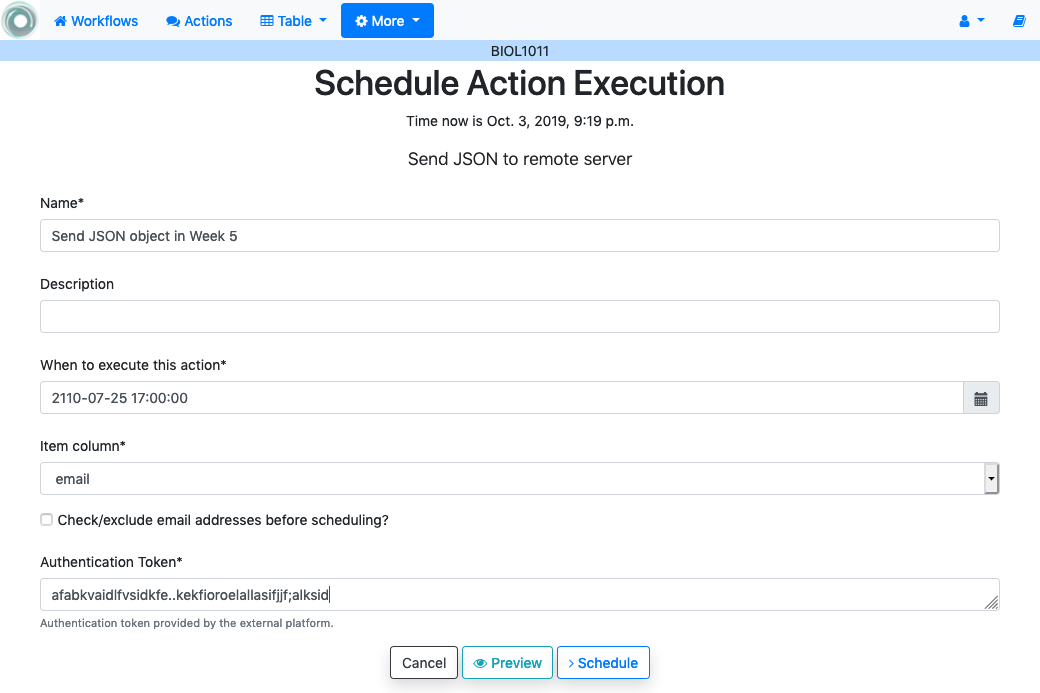 Workflows Actions Table More
BIOL1011
Schedule Action Execution
Time now is Oct. 3, 2019, 9:19 p.m.
Send JSON to remote server
Name*
Send JSON object in Week 5
Description
When to execute this action*
2110-07-25 17:00:00
Item column*
email
Check/exclude email addresses before scheduling?
Authentication Token*
afabkvaidlfvsidkfe..kekfioroelallasifjjf;alksid
Authentication token provided by the external platform.
Cancel Preview Schedule